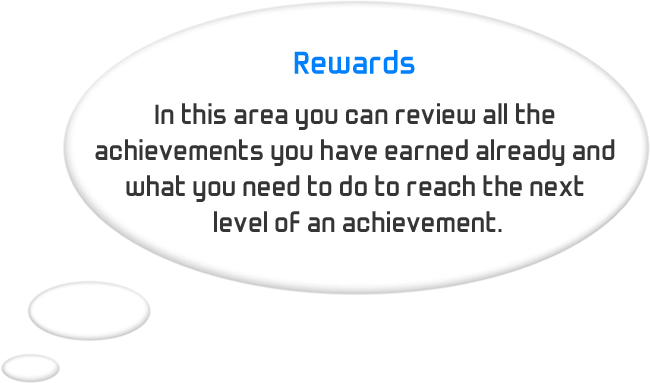 Rewards
In this area you can review all the
achievements you have earned already and
what you need to do to reach the next
level of an achievement.